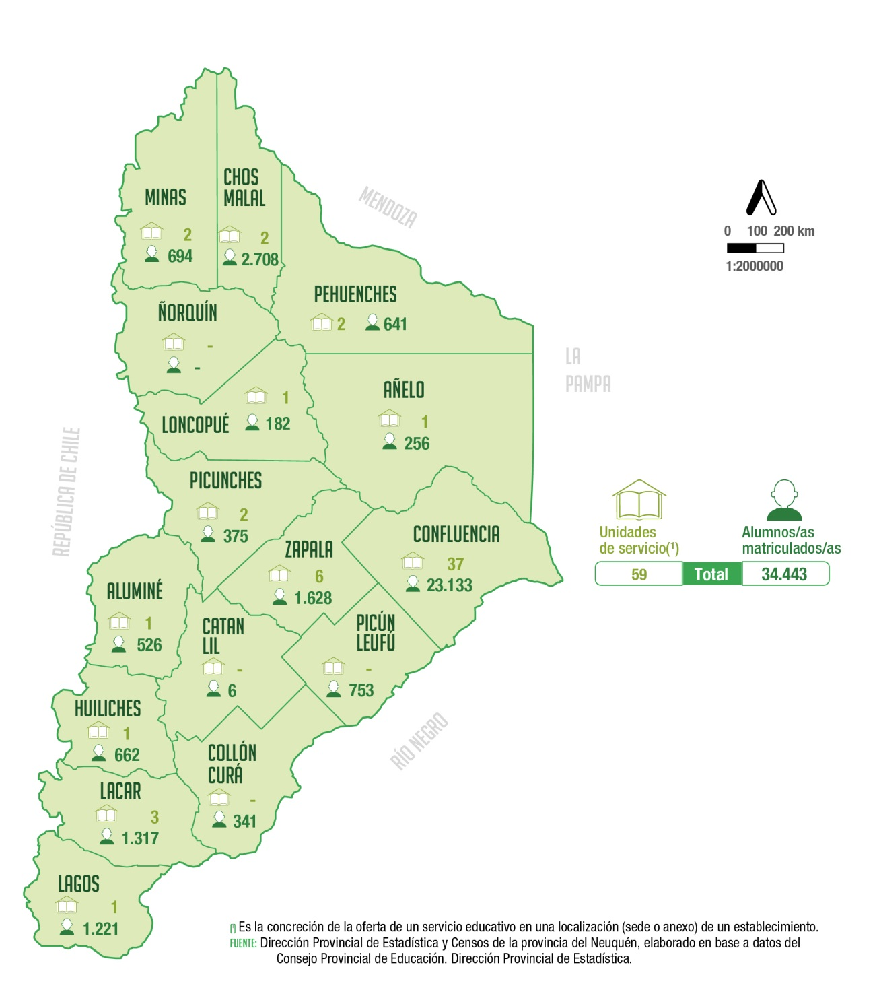 MINAS
2
694
CHOS
MALAL
2
2.708
MENDOZA
0 100 200 km
1:2000000
PEHUENCHES
2 641
ÑORQUÍN
-
-
LA
PAMPA
AÑELO
1
256
LONCOPUÉ
1
182
REPÚBLICA DE CHILE
PICUNCHES
2
375
ZAPALA
6
1.628
CONFLUENCIA
37
23.133
Unidades
de servicio(¹)
Alumnos/as
matriculados/as
59 Total 34.443
ALUMINÉ
1
526
CATAN
LIL
-
6
PICÚN
LEUFÚ
-
753
HUILICHES
1
662
RÍO NEGRO
COLLÓN
CURÁ
-
341
LACAR
3
1.317
LAGOS
1
1.221
(¹) Es la concreción de la oferta de un servicio educativo en una localización (sede o anexo) de un establecimiento.
FUENTE: Dirección Provincial de Estadística y Censos de la provincia del Neuquén, elaborado en base a datos del
Consejo Provincial de Educación. Dirección Provincial de Estadística.